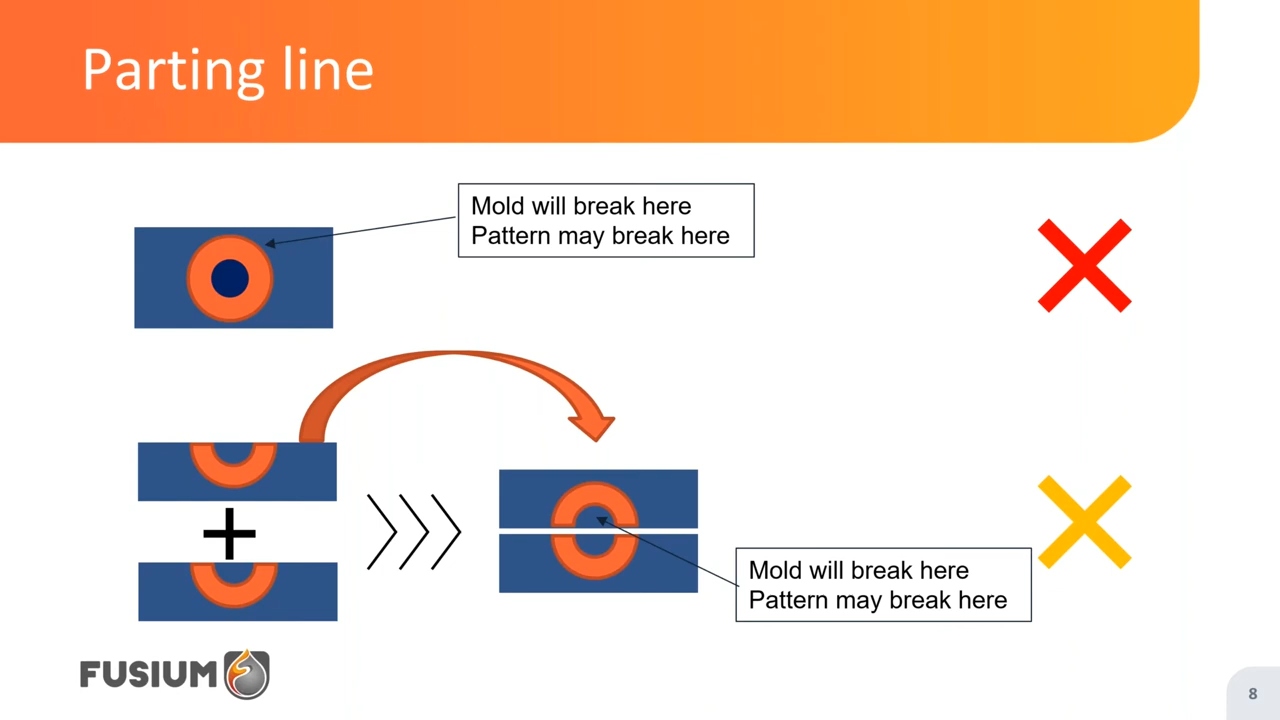 Parting line
Mold will break here
Pattern may break here
Mold will break here
Pattern may break here
FUSIUM
8